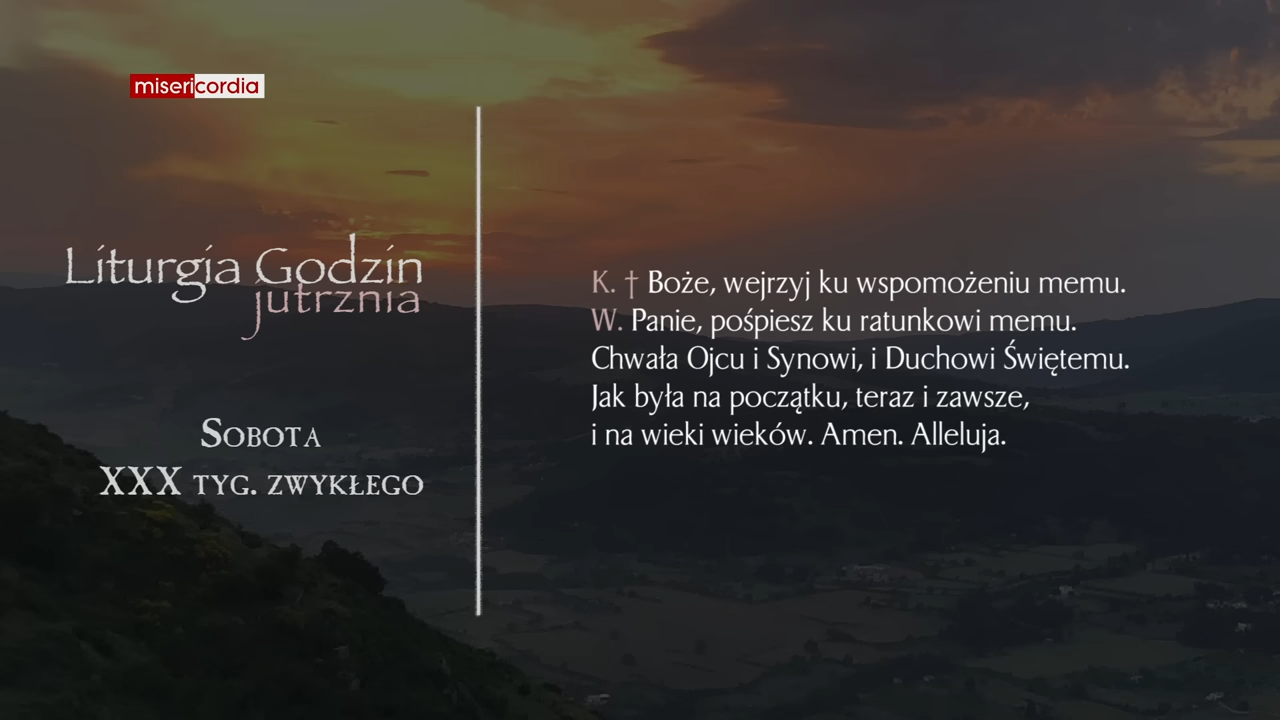 misericordia
Liturgia Godzin
jutrznia
Sobota
XXX tyg. zwykłego
K. † Boże, wejrzyj ku wspomożeniu memu.
W. Panie, pośpiesz ku ratunkowi memu.
Chwała Ojcu i Synowi, i Duchowi Świętemu.
Jak była na początku, teraz i zawsze,
i na wieki wieków. Amen. Alleluja.